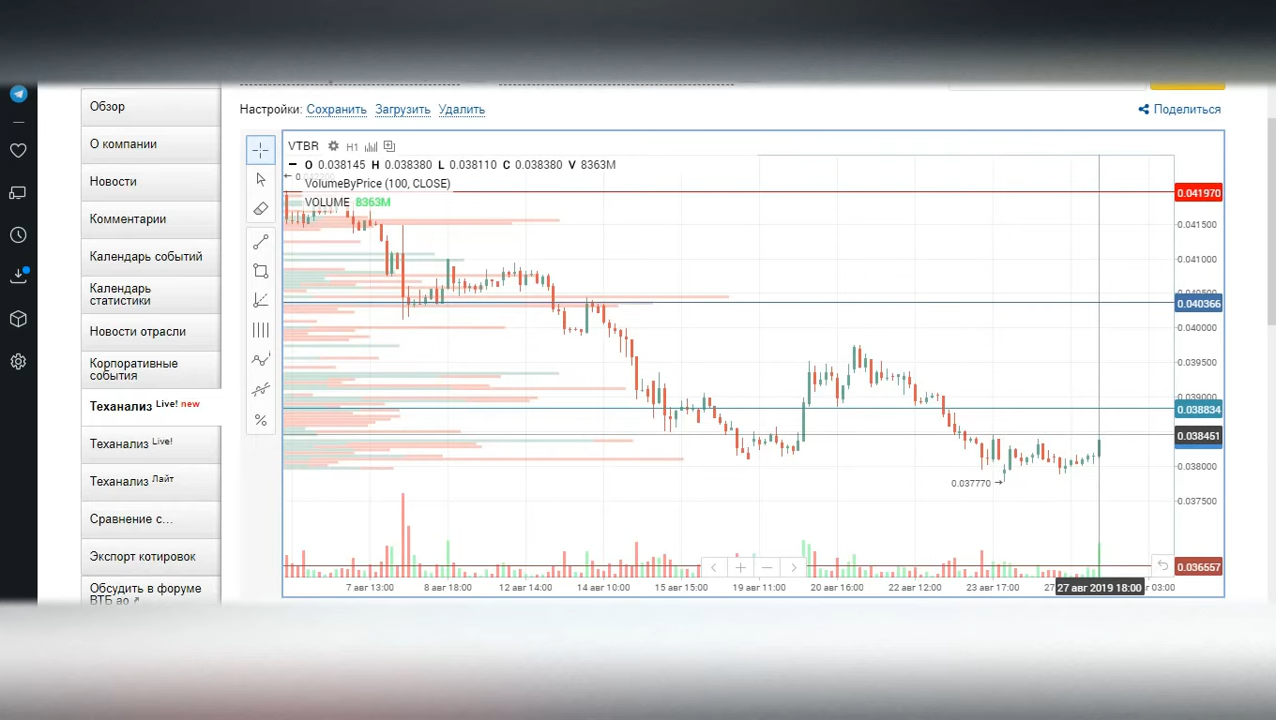 Настройки: Сохранить Загрузить Удалить
Поделиться
Обзор
О компании
Новости
Комментарии
Календарь событий
Календарь
статистики
Новости отрасли
Корпоративные
события
Теханализ Live! new
Теханализ Live!
Теханализ Лайт
Сравнение с...
Экспорт котировок
Обсудить в форуме
ВТБ ао
VTBR H1
O 0.038145 H 0.038380 L 0.038110 C 0.038380 V 8363M
VolumeByPrice (100, CLOSE)
VOLUME 8363M
0.041970
0.041500
0.041000
0.040366
0.040000
0.039500
0.039000
0.038834
0.038451
0.038000
0.037770
0.037500
0.036557
7 авг 13:00 8 авг 18:00 12 авг 14:00 14 авг 10:00 15 авг 15:00 19 авг 11:00 20 авг 16:00 22 авг 12:00 23 авг 17:00 27 авг 2019 18:00 03:00